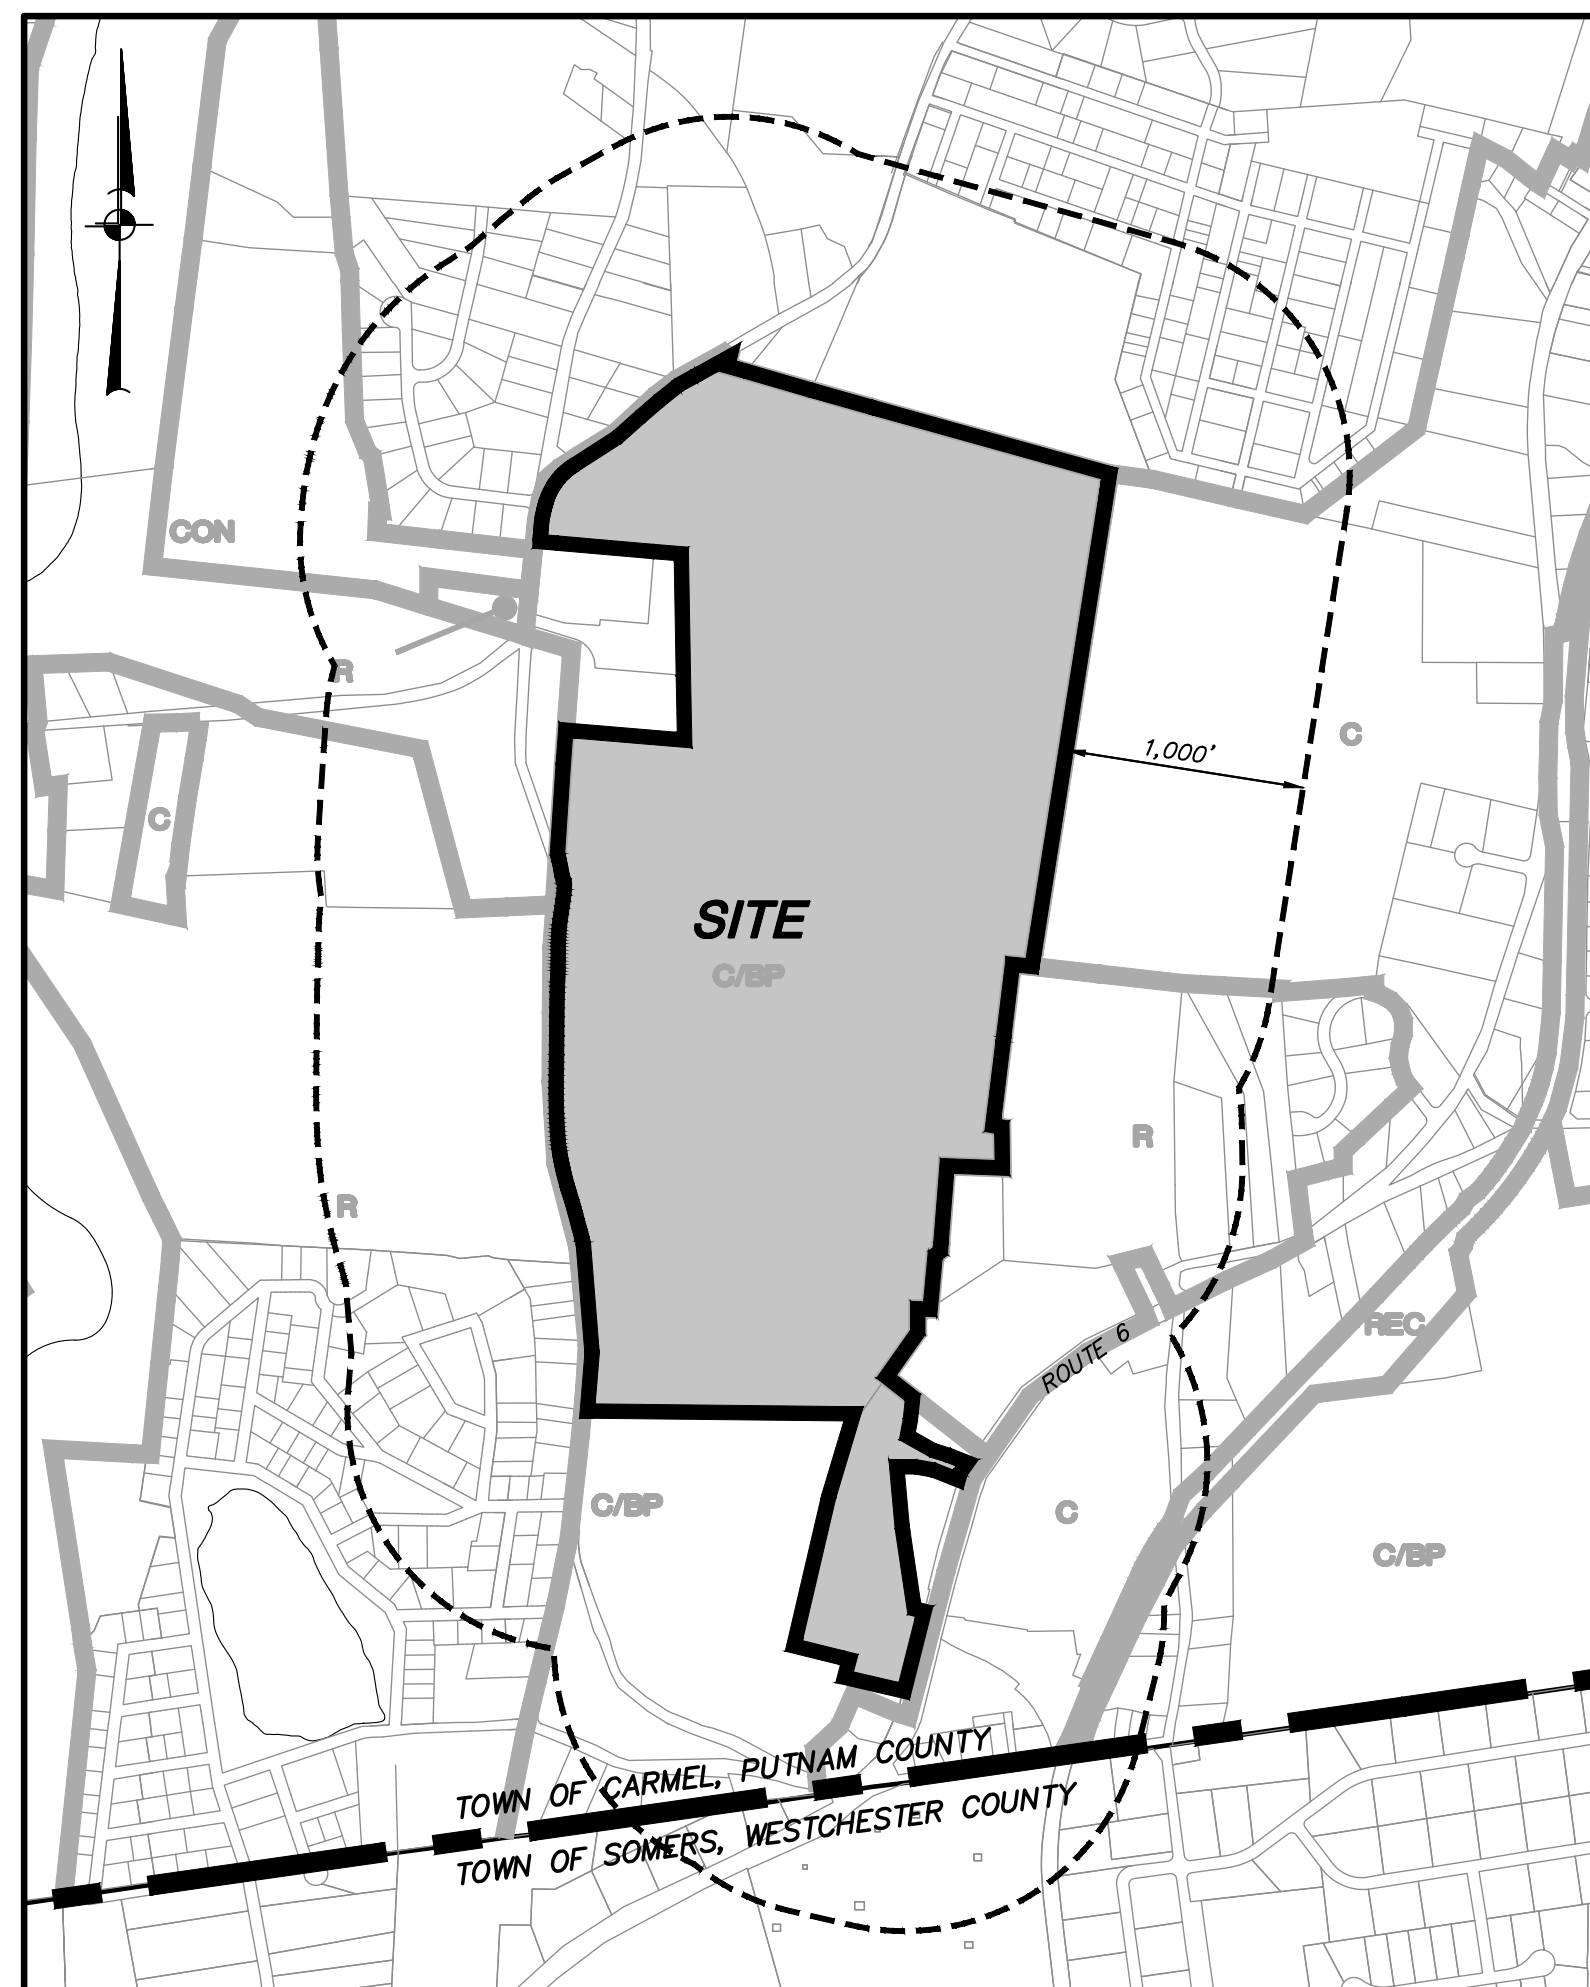 CON
R
C
1,000'
C
SITE
C/BP
R
R
REC
ROUTE 6
C/BP
C
C/BP
TOWN OF CARMEL, PUTNAM COUNTY
TOWN OF SOMERS, WESTCHESTER COUNTY